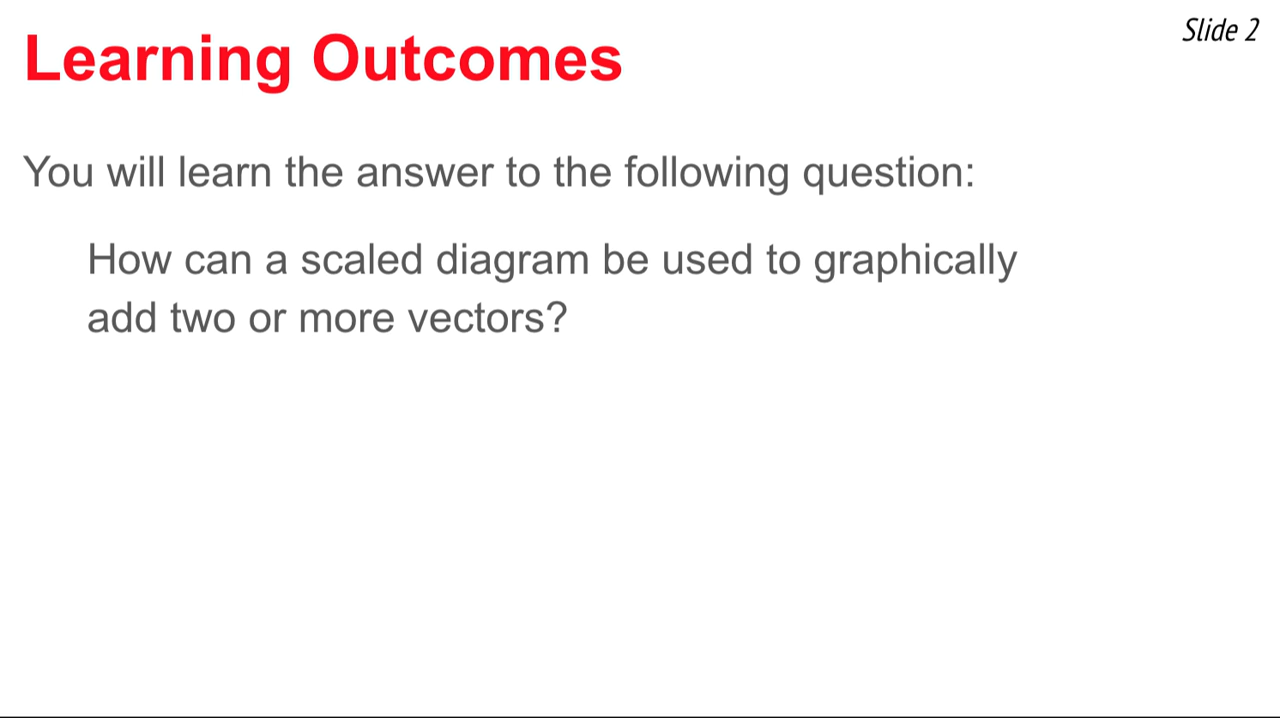 Slide 2
Learning Outcomes
You will learn the answer to the following question:
How can a scaled diagram be used to graphically
add two or more vectors?